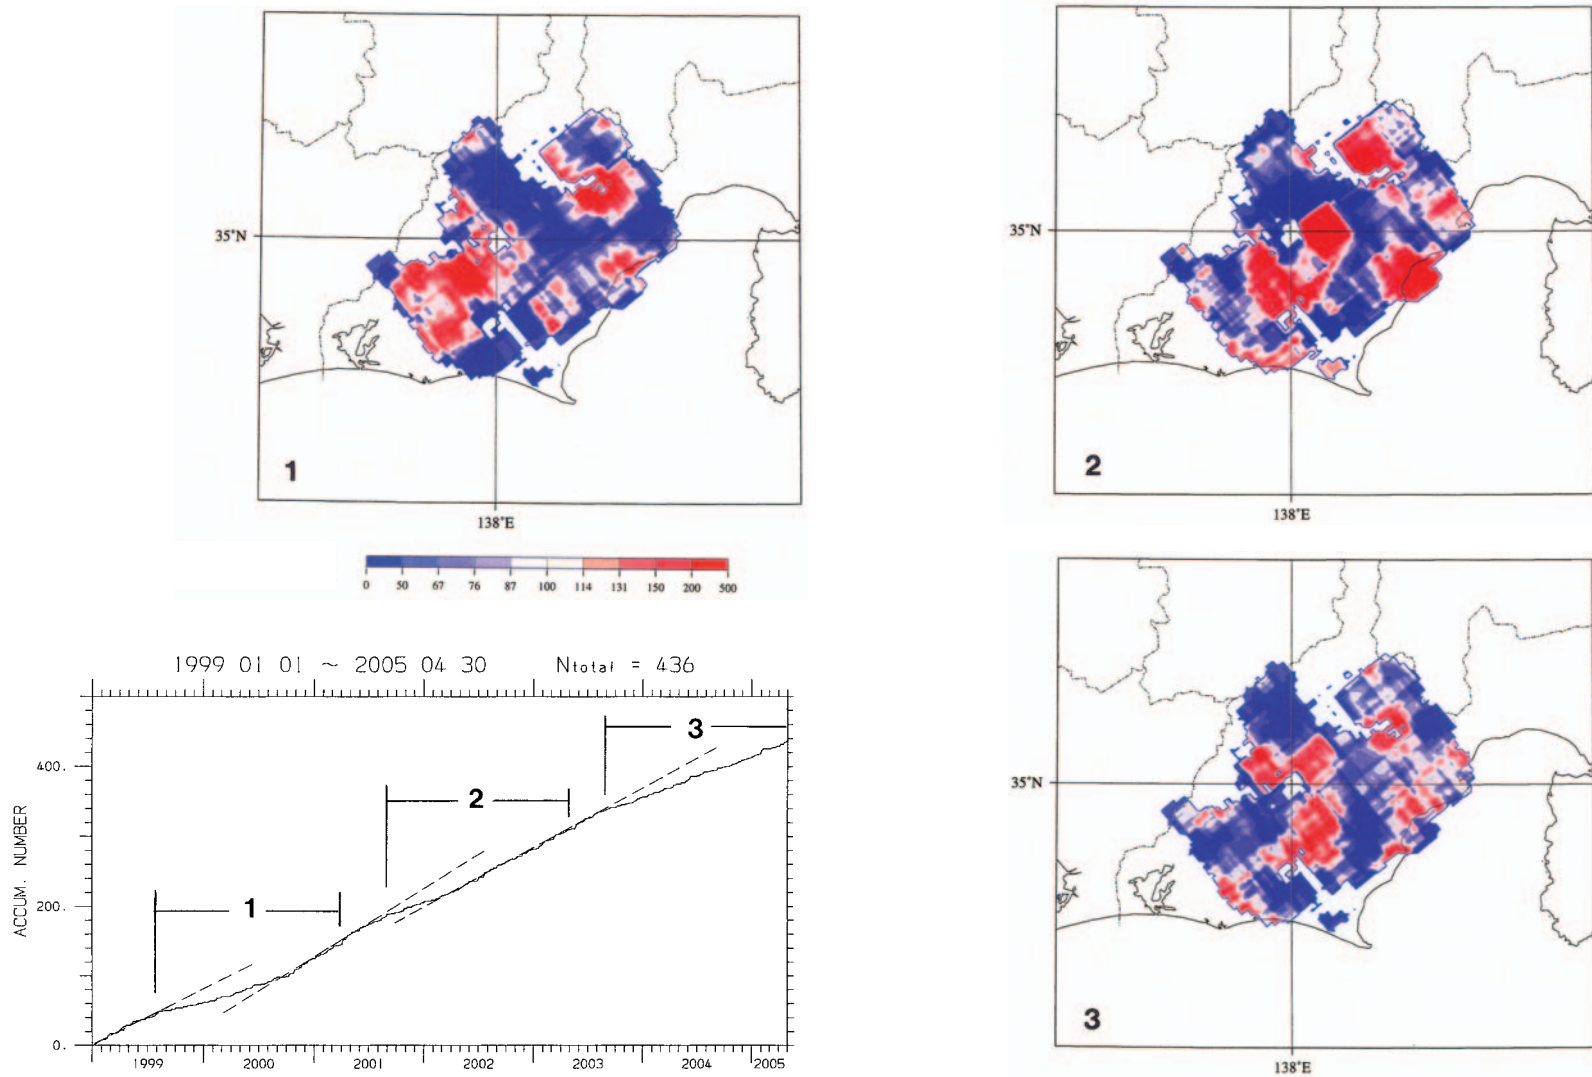 35°N
1
138°E
0 50 67 76 87 100 114 131 150 200 500
35°N
2
138°E
1999 01 01 ~ 2005 04 30 Ntotal = 436
ACCUM. NUMBER
400.
200.
0.
1
2
3
1999 2000 2001 2002 2003 2004 2005
35°N
3
138°E